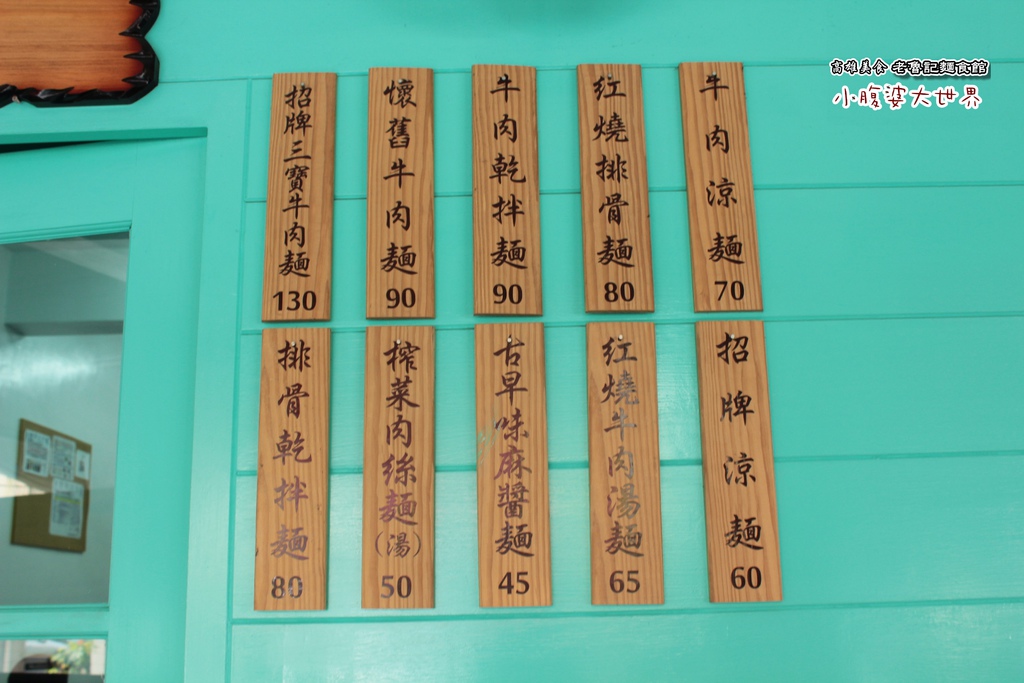 高雄美食 老魯記麵食館
小腹婆大世界
招牌三寶牛肉麵
130
懷舊牛肉麵
90
牛肉乾拌麵
90
紅燒排骨麵
80
牛肉涼麵
70
排骨乾拌麵
80
榨菜肉絲麵(湯)
50
古早味麻醬麵
45
紅燒牛肉湯麵
65
招牌涼麵
60